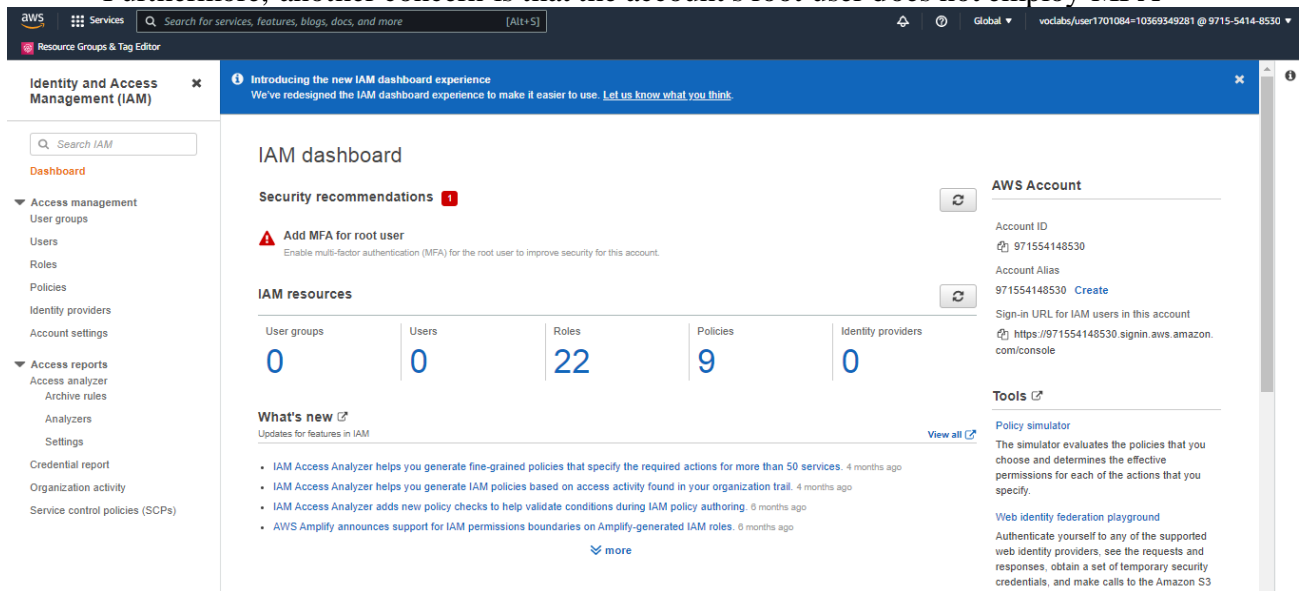 Furthermore, another concern is that the account's root user does not employ MFA
aws
Services
Search for services, features, blogs, docs, and more
[Alt+S]
Global
voclabs/user1701084=10369349281 @ 9715-5414-8530
Resource Groups & Tag Editor
Identity and Access
Management (IAM)
Search IAM
Dashboard
Access management
User groups
Users
Roles
Policies
Identity providers
Account settings
Access reports
Access analyzer
Archive rules
Analyzers
Settings
Credential report
Organization activity
Service control policies (SCPs)
Introducing the new IAM dashboard experience
We've redesigned the IAM dashboard experience to make it easier to use. Let us know what you think.
IAM dashboard
Security recommendations 1
Add MFA for root user
Enable multi-factor authentication (MFA) for the root user to improve security for this account.
IAM resources
User groups
0
Users
0
Roles
22
Policies
9
Identity providers
0
What's new
Updates for features in IAM
View all
IAM Access Analyzer helps you generate fine-grained policies that specify the required actions for more than 50 services. 4 months ago
IAM Access Analyzer helps you generate IAM policies based on access activity found in your organization trail. 4 months ago
IAM Access Analyzer adds new policy checks to help validate conditions during IAM policy authoring. 6 months ago
AWS Amplify announces support for IAM permissions boundaries on Amplify-generated IAM roles. 6 months ago
more
AWS Account
Account ID
971554148530
Account Alias
971554148530 Create
Sign-in URL for IAM users in this account
https://971554148530.signin.aws.amazon.
com/console
Tools
Policy simulator
The simulator evaluates the policies that you
choose and determines the effective
permissions for each of the actions that you
specify.
Web identity federation playground
Authenticate yourself to any of the supported
web identity providers, see the requests and
responses, obtain a set of temporary security
credentials, and make calls to the Amazon S3